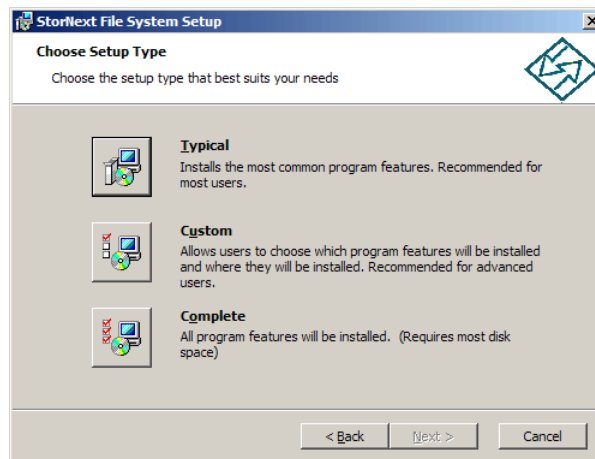 StorNext File System Setup
Choose Setup Type
Choose the setup type that best suits your needs
Typical
Installs the most common program features. Recommended for
most users.
Custom
Allows users to choose which program features will be installed
and where they will be installed. Recommended for advanced
users.
Complete
All program features will be installed.  (Requires most disk
space)
< Back
Next >
Cancel